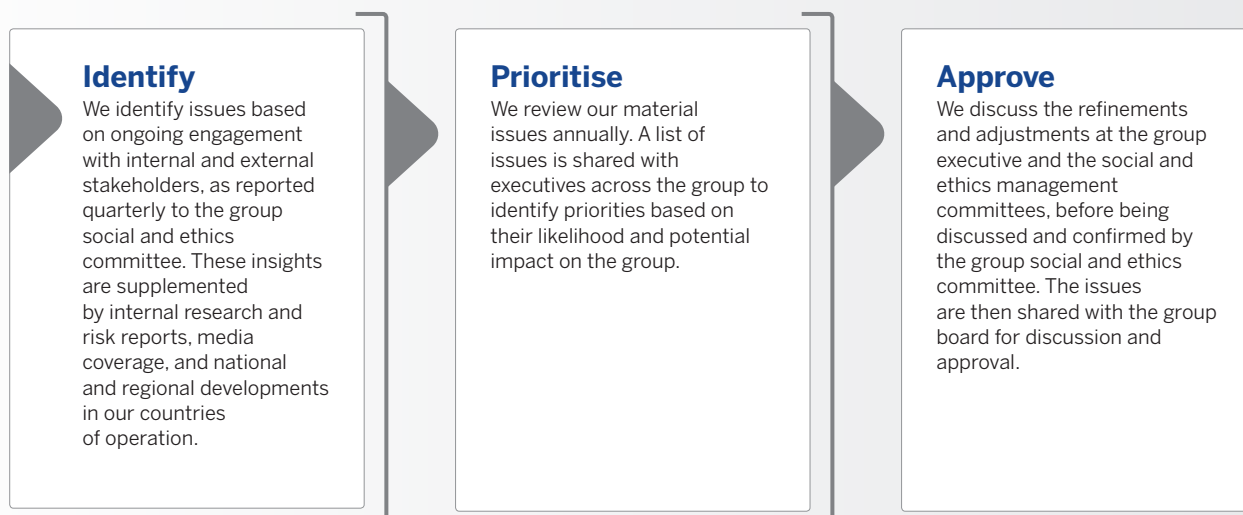 Identify
We identify issues based
on ongoing engagement
with internal and external
stakeholders, as reported
quarterly to the group
social and ethics
committee. These insights
are supplemented
by internal research and
risk reports, media
coverage, and national
and regional developments
in our countries
of operation.
Prioritise
We review our material
issues annually. A list of
issues is shared with
executives across the group to
identify priorities based on
their likelihood and potential
impact on the group.
Approve
We discuss the refinements
and adjustments at the group
executive and the social and
ethics management
committees, before being
discussed and confirmed by
the group social and ethics
committee. The issues
are then shared with the group
board for discussion and
approval.